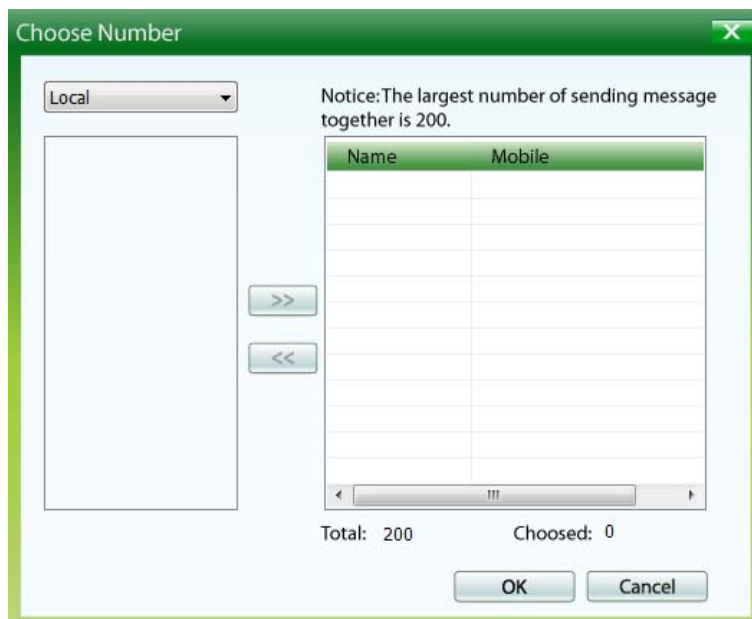 Choose Number
X
Local
Notice:The largest number of sending message
together is 200.
Name Mobile
>>
<<
Total: 200 Choosed: 0
OK Cancel